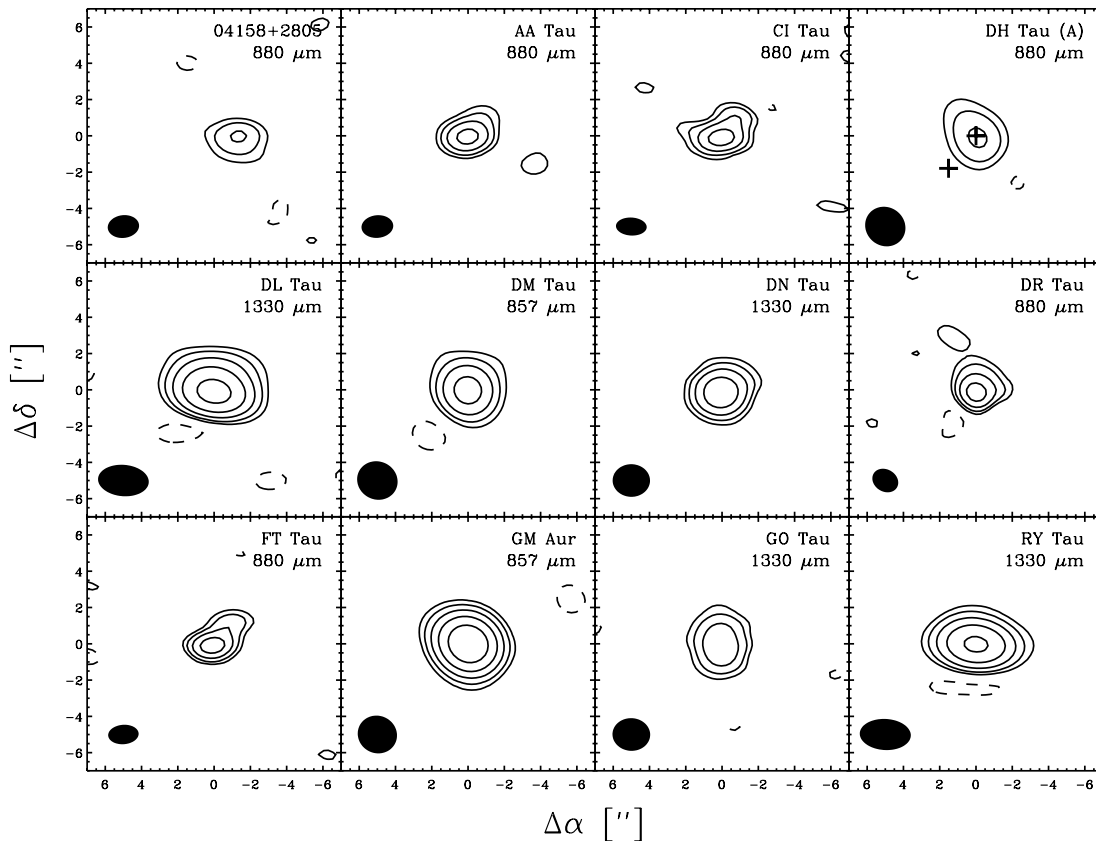 04158+2805
880 μm
AA Tau
880 μm
CI Tau
880 μm
DH Tau (A)
880 μm
6
4
2
0
-2
-4
-6
DL Tau
1330 μm
DM Tau
857 μm
DN Tau
1330 μm
DR Tau
880 μm
6
4
2
0
-2
-4
-6
Δδ ["]
FT Tau
880 μm
GM Aur
857 μm
GO Tau
1330 μm
RY Tau
1330 μm
6
4
2
0
-2
-4
-6
6 4 2 0 -2 -4 -6 6 4 2 0 -2 -4 -6 6 4 2 0 -2 -4 -6 6 4 2 0 -2 -4 -6
Δα ["]